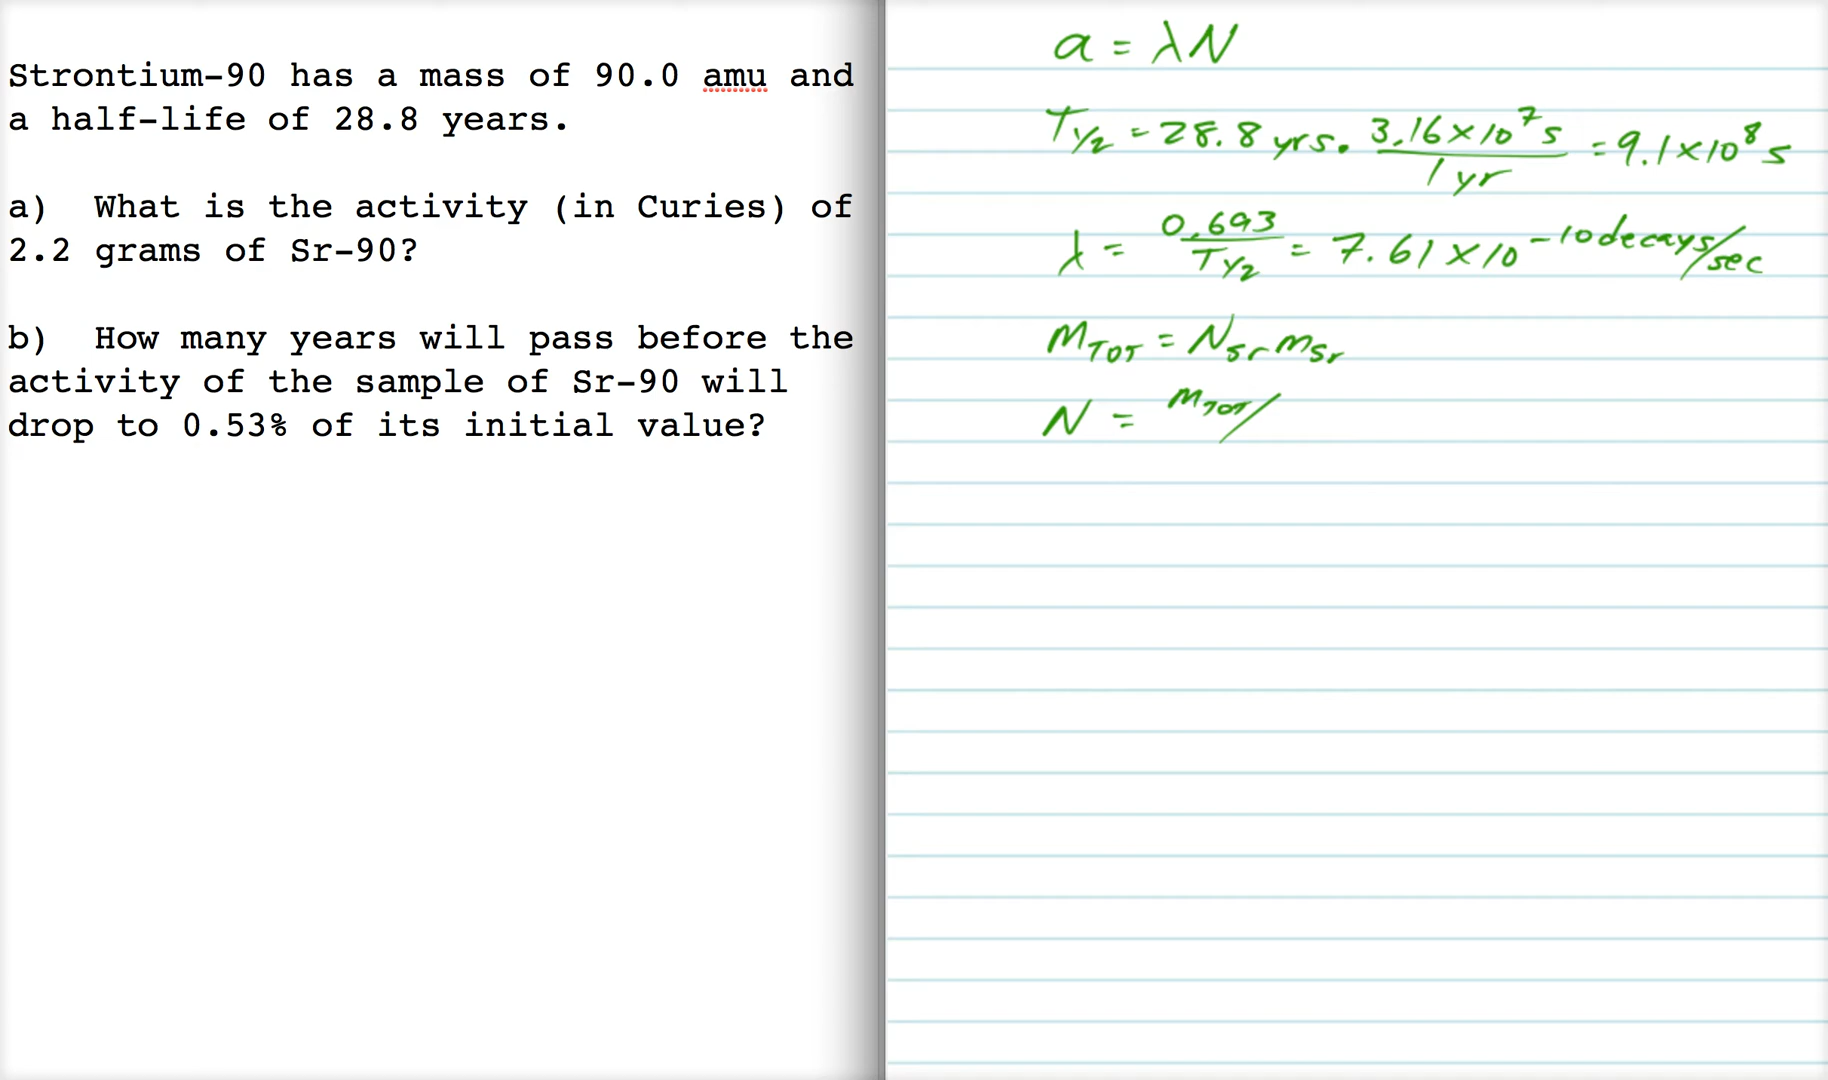 Strontium-90 has a mass of 90.0 amu and
a half-life of 28.8 years.
a) What is the activity (in Curies) of
2.2 grams of Sr-90?
b) How many years will pass before the
activity of the sample of Sr-90 will
drop to 0.53% of its initial value?
a = λN
T½ = 28.8 yrs. 3.16×10⁷s / 1 yr = 9.1×10⁸ s
λ = 0.693 / T½ = 7.61 × 10⁻¹⁰ decays/sec
M_TOT = N_Sr m_Sr
N = M_TOT /